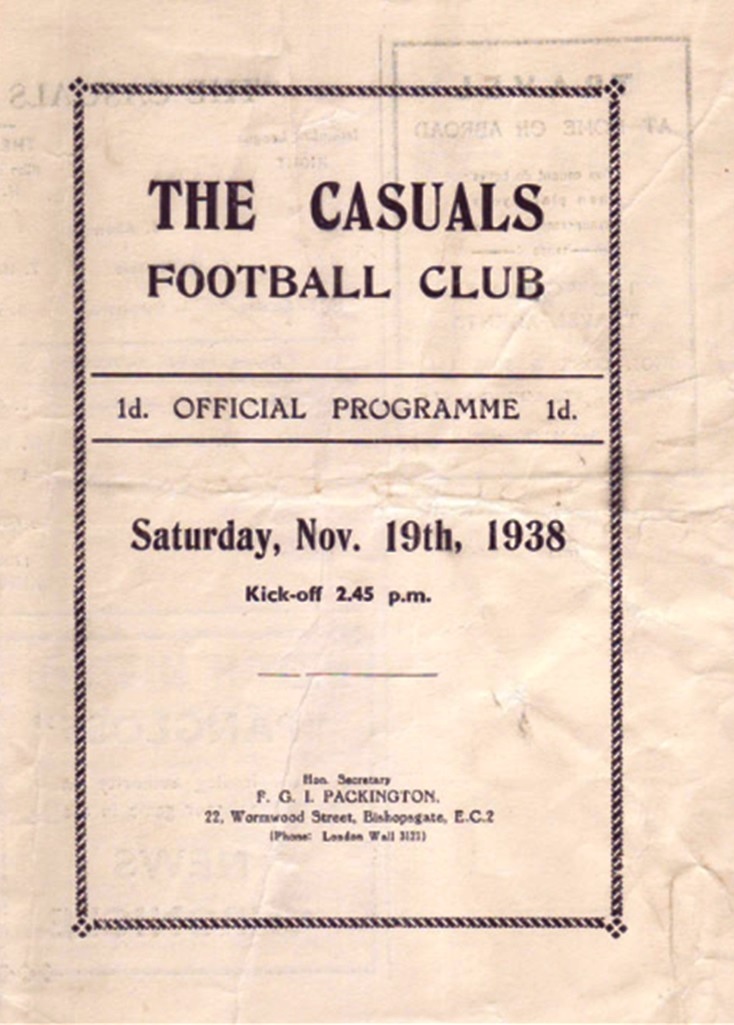 THE CASUALS
FOOTBALL CLUB
1d. OFFICIAL PROGRAMME 1d.
Saturday, Nov. 19th, 1938
Kick-off 2.45 p.m.
Hon. Secretary
F. G. I. PACKINGTON.
22, Wormwood Street, Bishopsgate, E.C.2
(Phone: London Wall 3121)